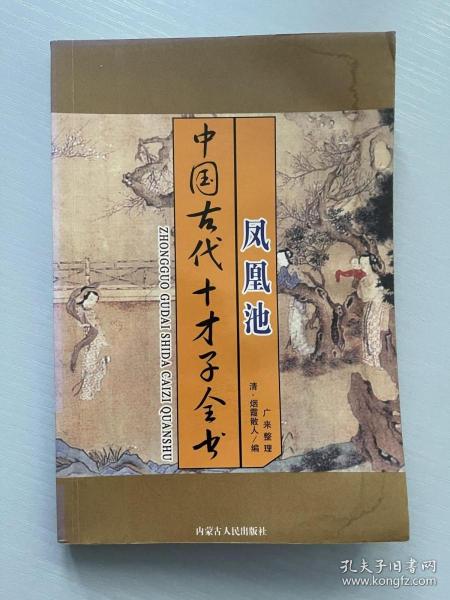 中国古代十才子全书
ZHONGGUO GUDAI SHIDA CAIZI QUANSHU
凤凰池
清·烟霞散人/编
广来整理
内蒙古人民出版社
孔夫子旧书网
www.kongfz.com